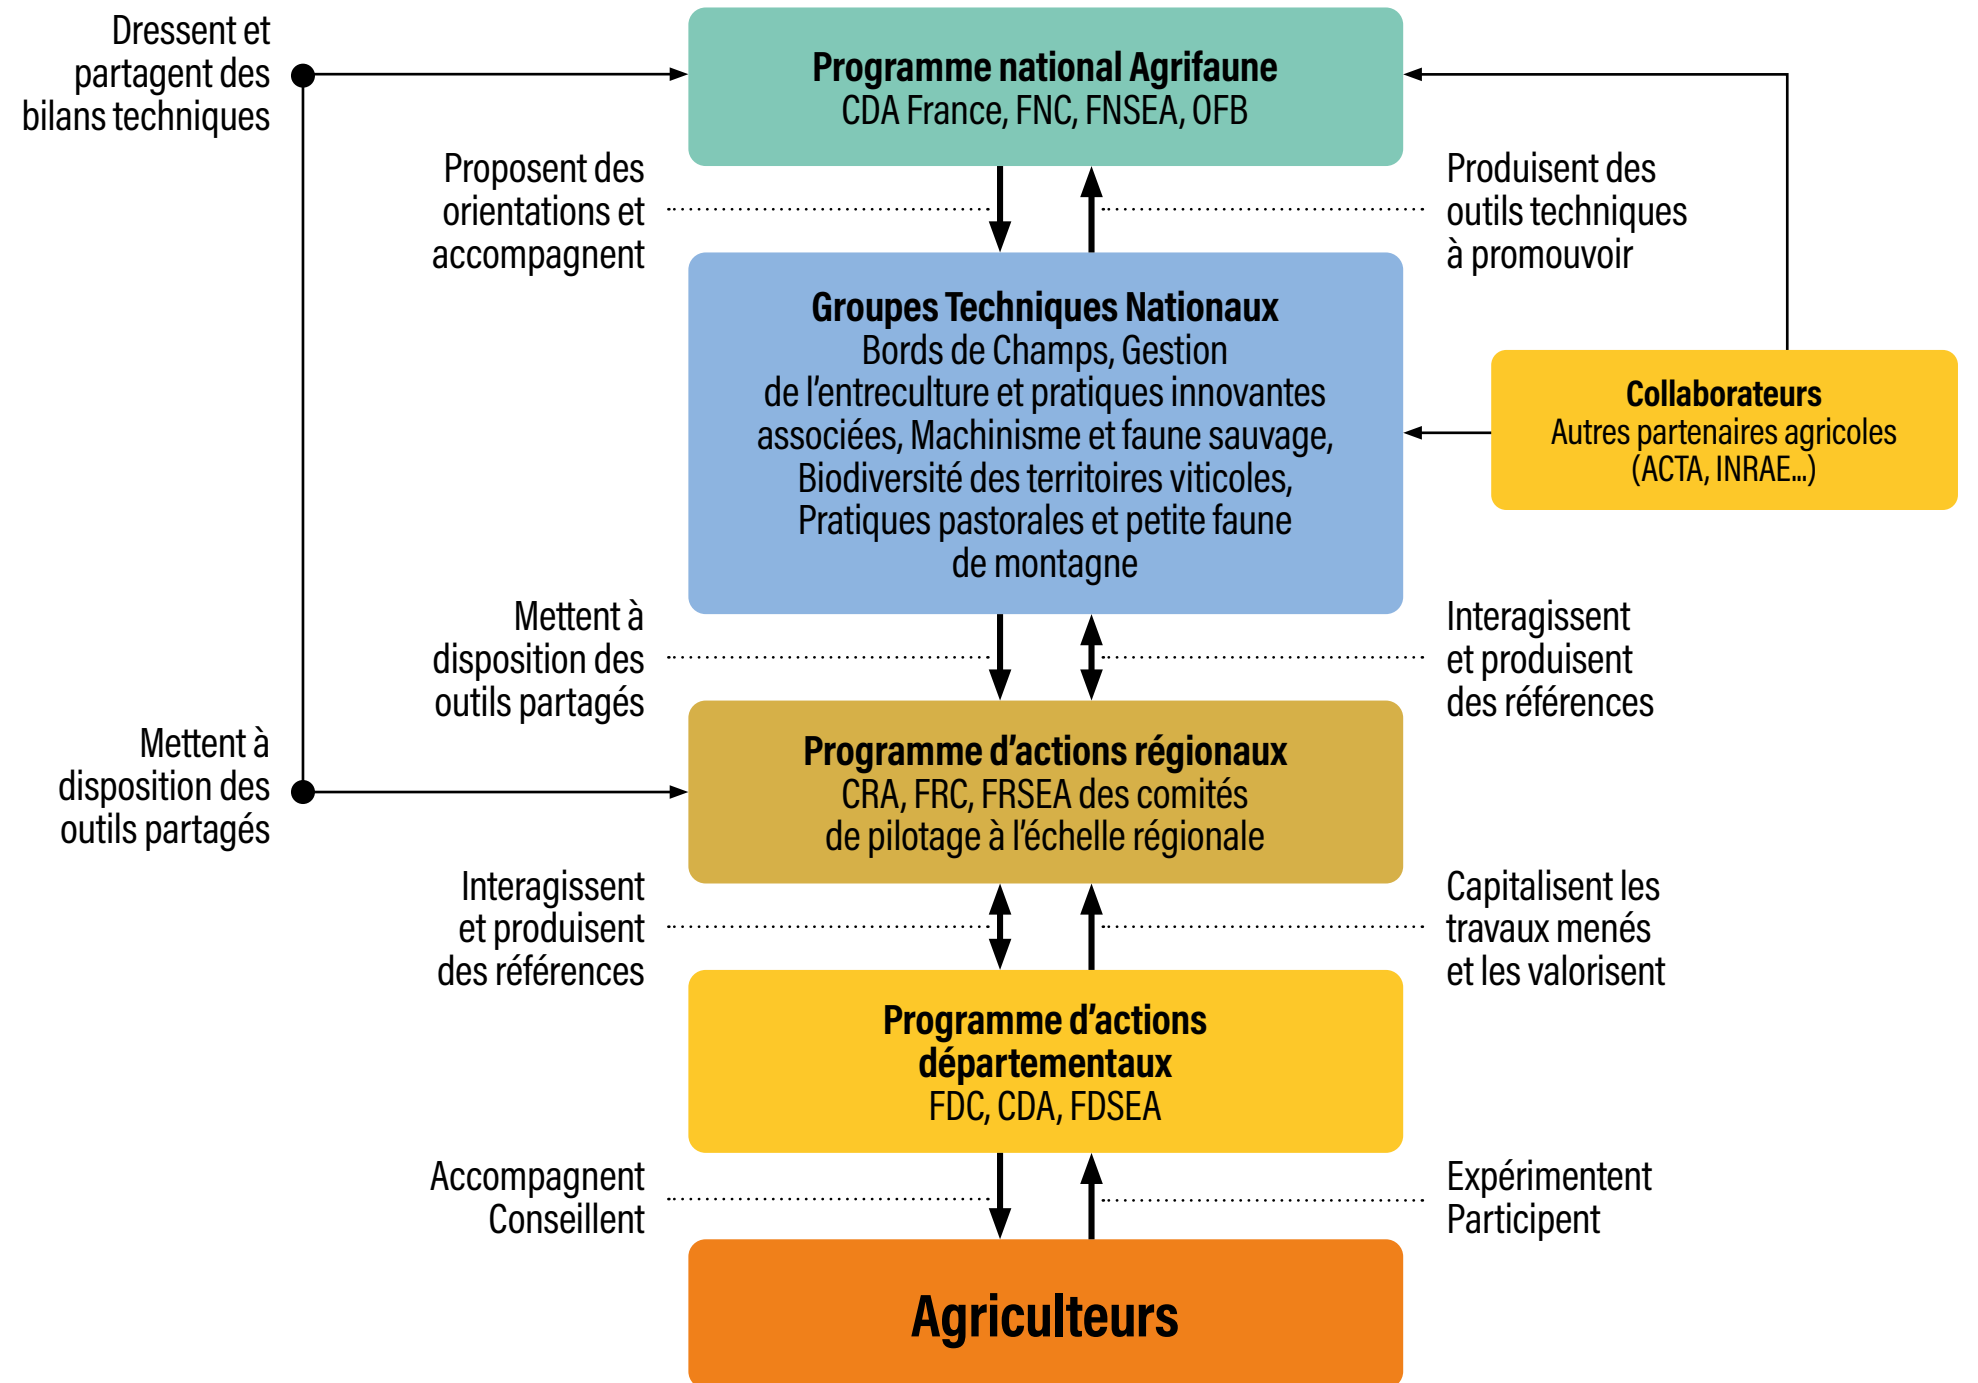 Dressent et
partagent des
bilans techniques
Programme national Agrifaune
CDA France, FNC, FNSEA, OFB
Proposent des
orientations et
accompagnent
Produisent des
outils techniques
à promouvoir
Groupes Techniques Nationaux
Bords de Champs, Gestion
de l’entreculture et pratiques innovantes
associées, Machinisme et faune sauvage,
Biodiversité des territoires viticoles,
Pratiques pastorales et petite faune
de montagne
Collaborateurs
Autres partenaires agricoles
(ACTA, INRAE...)
Mettent à
disposition des
outils partagés
Interagissent
et produisent
des références
Mettent à
disposition des
outils partagés
Programme d’actions régionaux
CRA, FRC, FRSEA des comités
de pilotage à l’échelle régionale
Interagissent
et produisent
des références
Capitalisent les
travaux menés
et les valorisent
Programme d’actions
départementaux
FDC, CDA, FDSEA
Accompagnent
Conseillent
Expérimentent
Participent
Agriculteurs